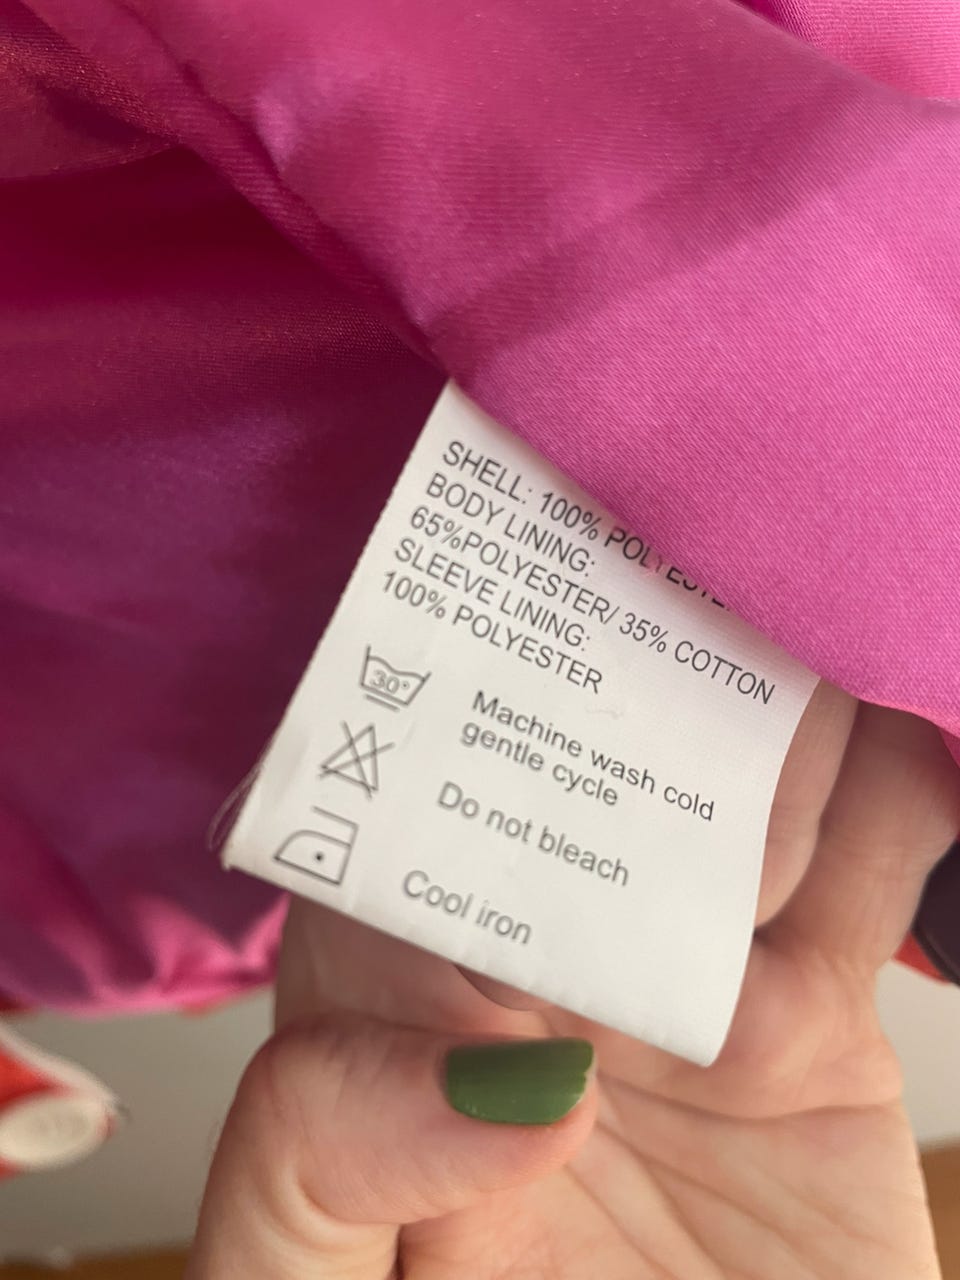 SHELL: 100% POLYESTE
BODY LINING:
65%POLYESTER/ 35% COTTON
SLEEVE LINING:
100% POLYESTER
30°
Machine wash cold
gentle cycle
Do not bleach
Cool iron